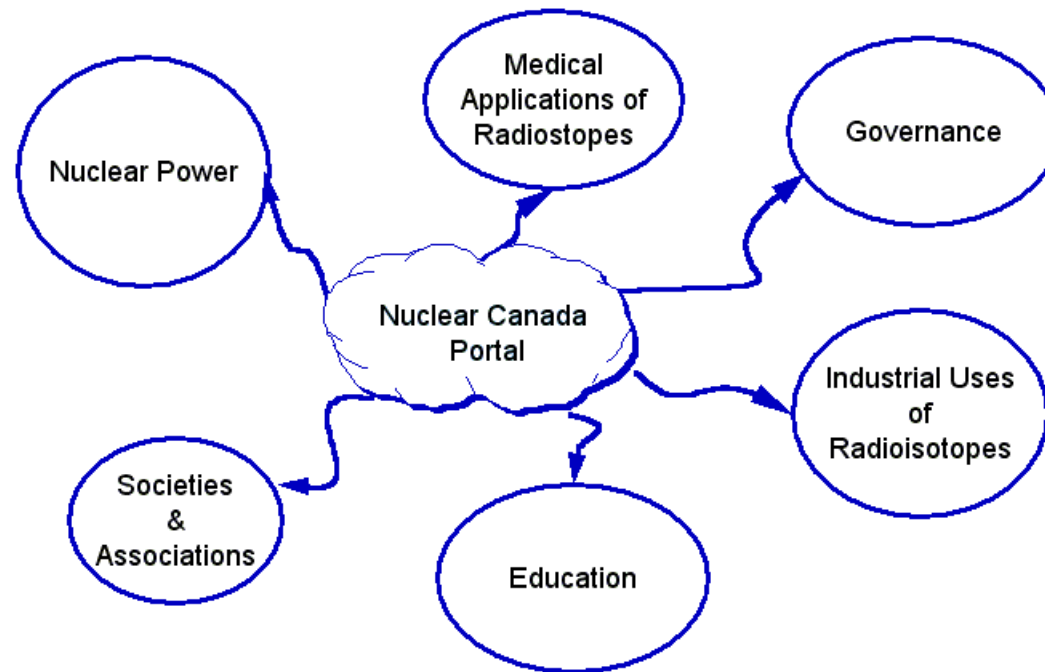 Medical
Applications of
Radiostopes
Governance
Nuclear Power
Nuclear Canada
Portal
Industrial Uses
of
Radioisotopes
Societies
&
Associations
Education